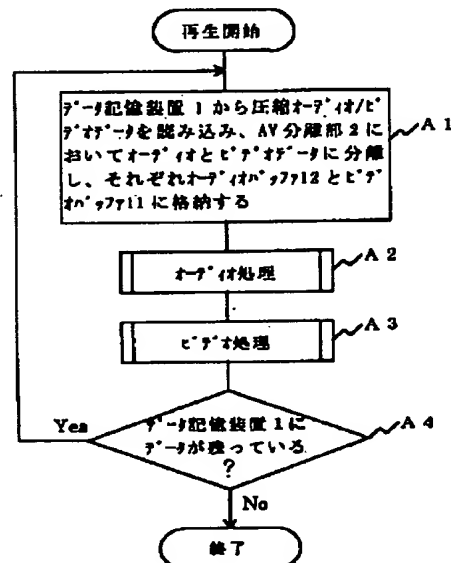 再生開始
ﾃﾞｰﾀ記憶装置1から圧縮ｵｰﾃﾞｨｵ/ﾋﾞ
ﾃﾞｵﾃﾞｰﾀを読み込み、AV分離部2に
おいてｵｰﾃﾞｨｵとﾋﾞﾃﾞｵﾃﾞｰﾀに分離
し、それぞれｵｰﾃﾞｨｵﾊﾞｯﾌｧ12とﾋﾞﾃﾞ
ｵﾊﾞｯﾌｧ11に格納する
A1
ｵｰﾃﾞｨｵ処理
A2
ﾋﾞﾃﾞｵ処理
A3
Yes
ﾃﾞｰﾀ記憶装置1に
ﾃﾞｰﾀが残っている
?
A4
No
終了